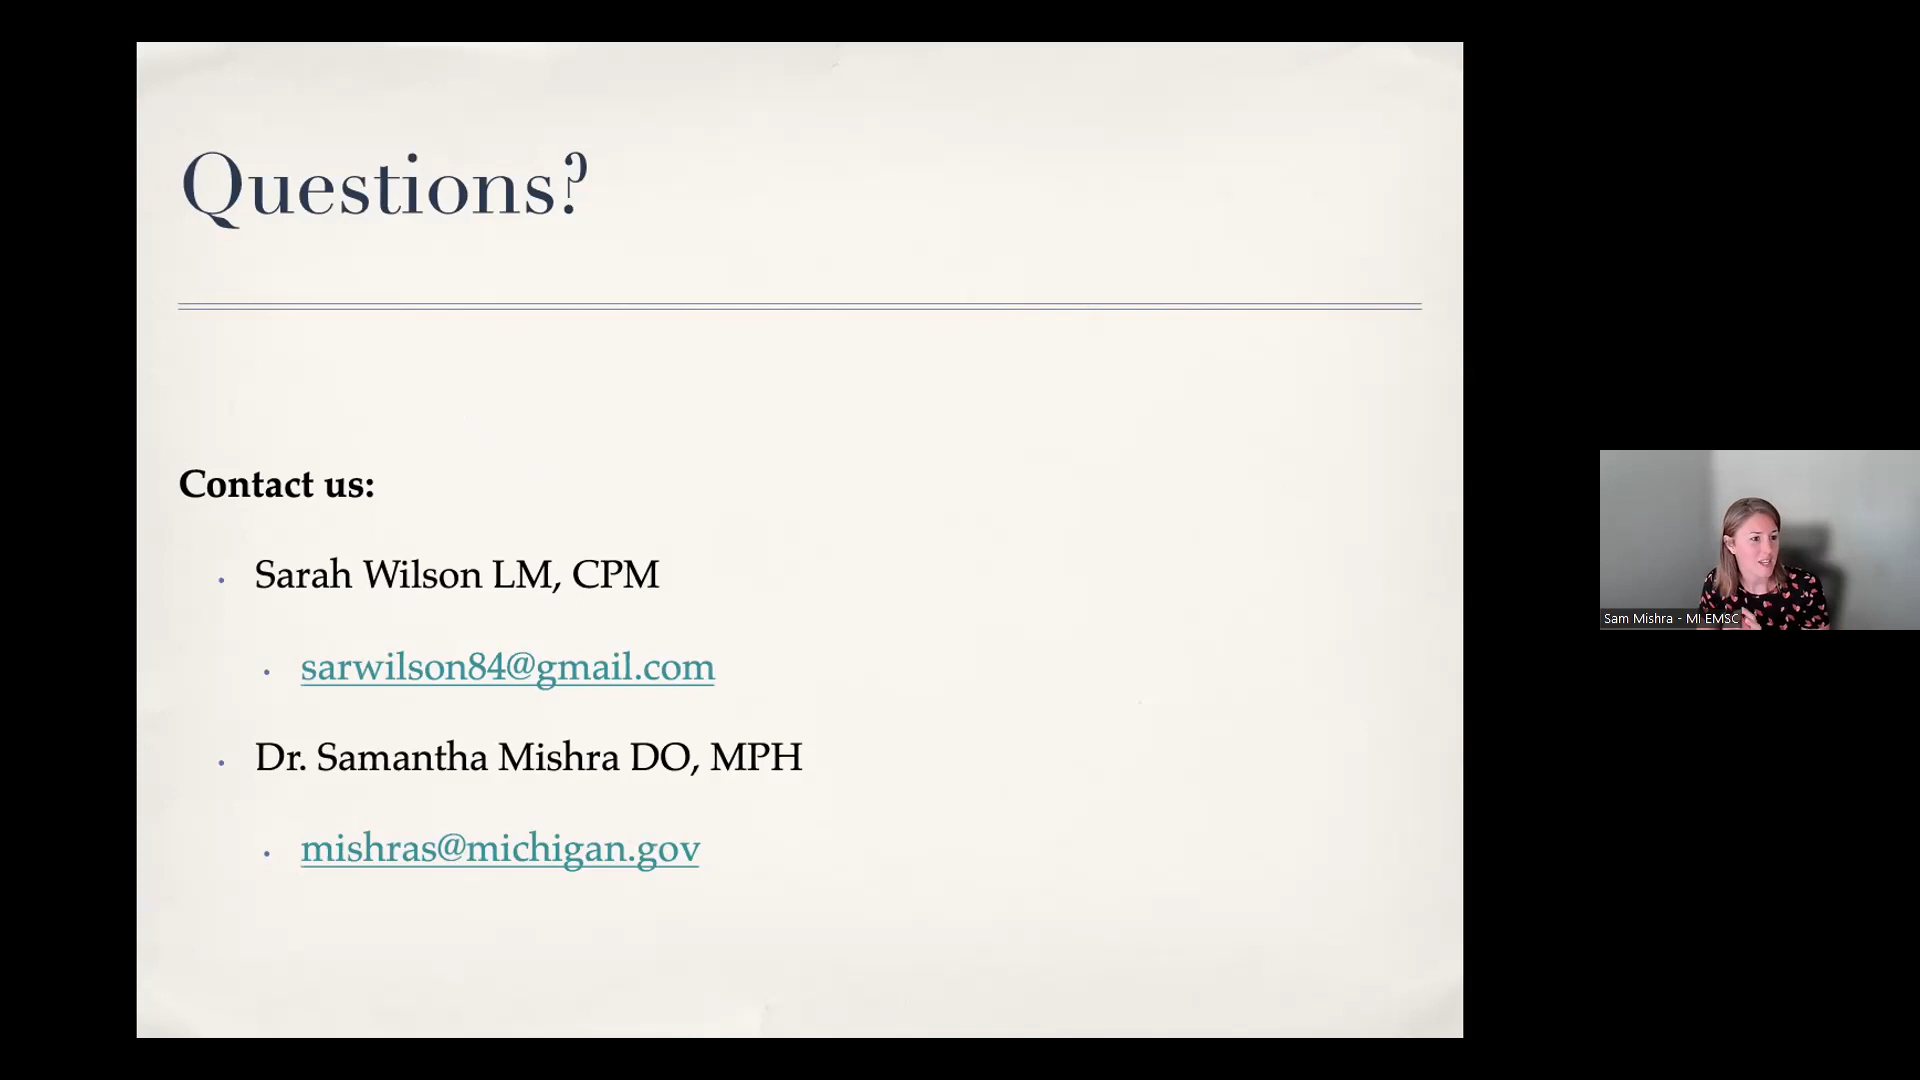 Questions?
Contact us:
Sarah Wilson LM, CPM
sarwilson84@gmail.com
Dr. Samantha Mishra DO, MPH
mishras@michigan.gov
Sam Mishra - MI EMSC